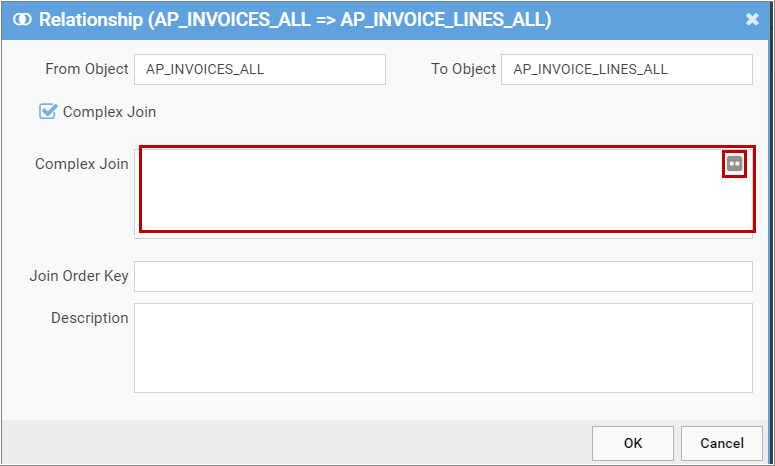 Relationship (AP_INVOICES_ALL => AP_INVOICE_LINES_ALL)
From Object AP_INVOICES_ALL To Object AP_INVOICE_LINES_ALL
Complex Join
Complex Join
Join Order Key
Description
OK Cancel